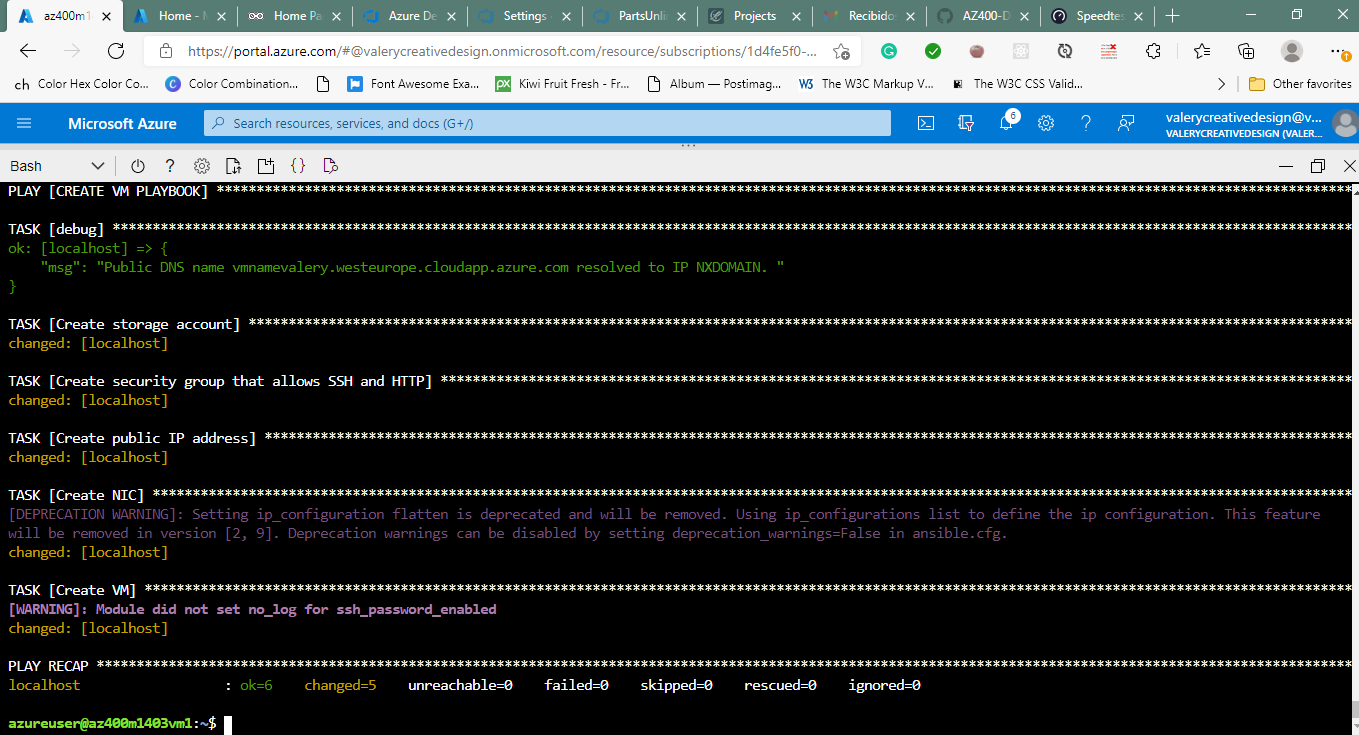 az400m1
Home - M
Home Pa
Azure De
Settings -
PartsUnli
Projects
Recibidos
AZ400-D
Speedtes
https://portal.azure.com/#@valerycreativedesign.onmicrosoft.com/resource/subscriptions/1d4fe5f0-...
ch Color Hex Color Co...
C Color Combination...
Font Awesome Exa...
px Kiwi Fruit Fresh - Fr...
Album — Postimag...
W3 The W3C Markup V...
The W3C CSS Valid...
Other favorites
Microsoft Azure
Search resources, services, and docs (G+/)
6
valerycreativedesign@v...
VALERYCREATIVEDESIGN (VALER...
Bash
PLAY [CREATE VM PLAYBOOK] *********************************************************************************************************************************************
TASK [debug] **********************************************************************************************************************************************************
ok: [localhost] => {
"msg": "Public DNS name vmnamevalery.westeurope.cloudapp.azure.com resolved to IP NXDOMAIN. "
}
TASK [Create storage account] *****************************************************************************************************************************************
changed: [localhost]
TASK [Create security group that allows SSH and HTTP] *****************************************************************************************************************
changed: [localhost]
TASK [Create public IP address] ***************************************************************************************************************************************
changed: [localhost]
TASK [Create NIC] *****************************************************************************************************************************************************
[DEPRECATION WARNING]: Setting ip_configuration flatten is deprecated and will be removed. Using ip_configurations list to define the ip configuration. This feature
will be removed in version [2, 9]. Deprecation warnings can be disabled by setting deprecation_warnings=False in ansible.cfg.
changed: [localhost]
TASK [Create VM] ******************************************************************************************************************************************************
[WARNING]: Module did not set no_log for ssh_password_enabled
changed: [localhost]
PLAY RECAP ************************************************************************************************************************************************************
localhost : ok=6 changed=5 unreachable=0 failed=0 skipped=0 rescued=0 ignored=0
azureuser@az400m1403vm1:~$